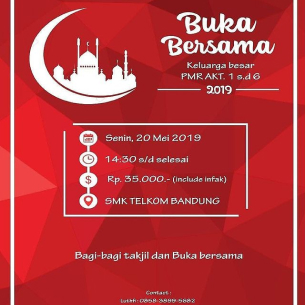 Buka
Bersama
Keluarga besar
PMR AKT. 1 s.d 6
2019
Senin, 20 Mei 2019
14:30 s/d selesai
Rp. 35.000.- (include infak)
SMK TELKOM BANDUNG
Bagi-bagi takjil dan Buka bersama
Contact :